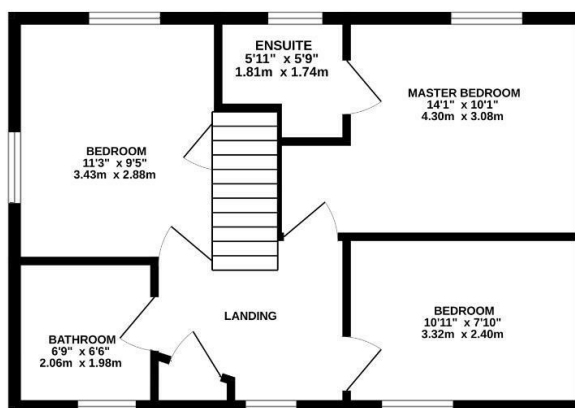 ENSUITE
5'11" x 5'9"
1.81m x 1.74m
MASTER BEDROOM
14'1" x 10'1"
4.30m x 3.08m
BEDROOM
11'3" x 9'5"
3.43m x 2.88m
LANDING
BEDROOM
10'11" x 7'10"
3.32m x 2.40m
BATHROOM
6'9" x 6'6"
2.06m x 1.98m